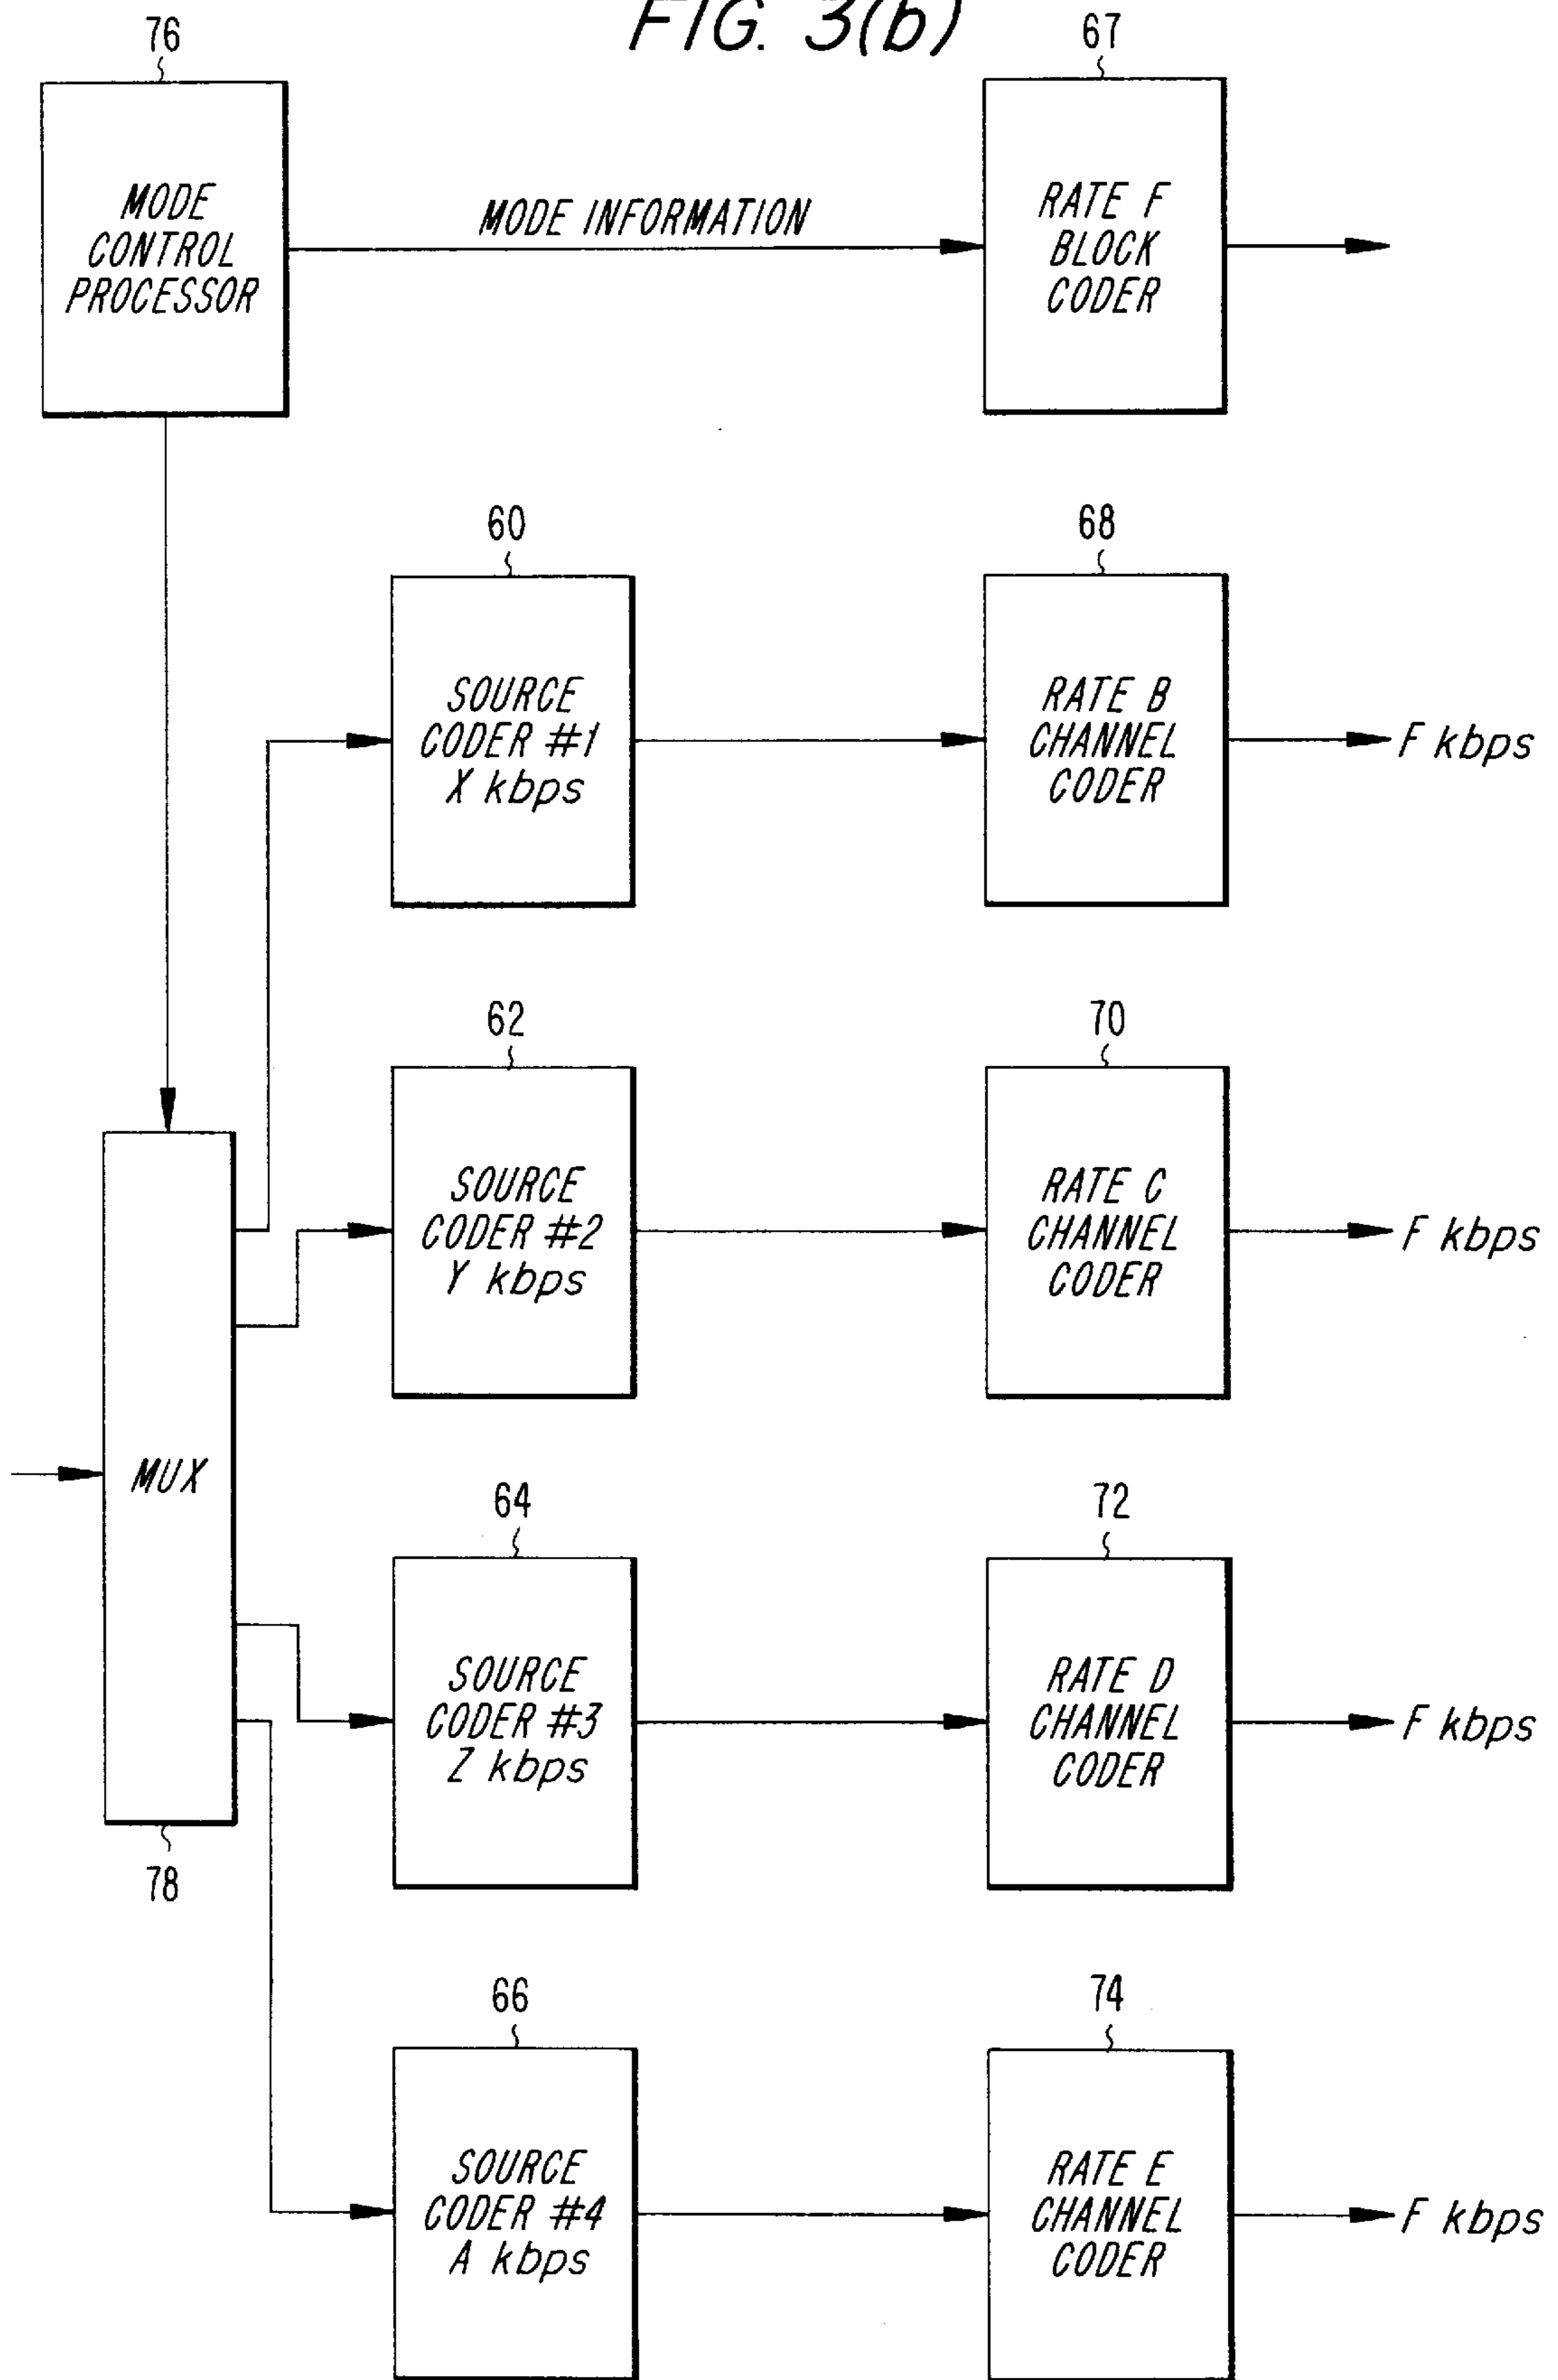 FIG. 3(b)
76
67
MODE
CONTROL
PROCESSOR
MODE INFORMATION
RATE F
BLOCK
CODER
60
68
SOURCE
CODER #1
X kbps
RATE B
CHANNEL
CODER
F kbps
62
70
SOURCE
CODER #2
Y kbps
RATE C
CHANNEL
CODER
F kbps
MUX
78
64
72
SOURCE
CODER #3
Z kbps
RATE D
CHANNEL
CODER
F kbps
66
74
SOURCE
CODER #4
A kbps
RATE E
CHANNEL
CODER
F kbps